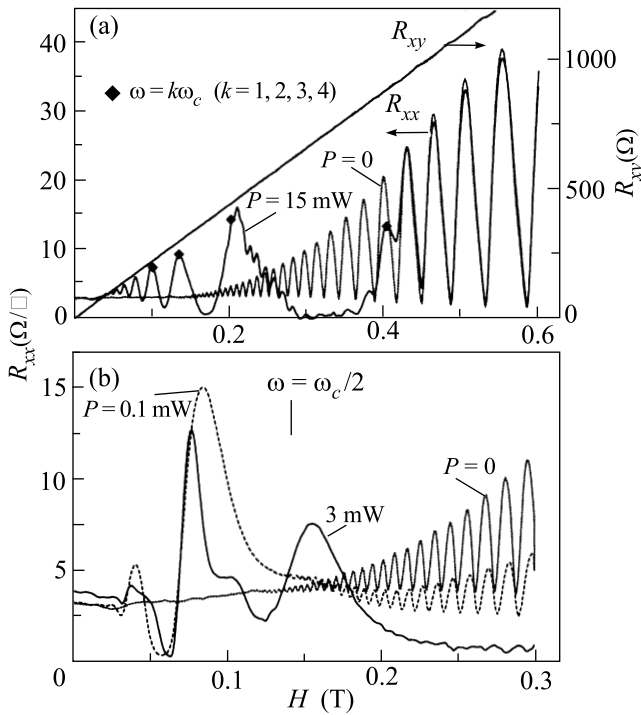 (a)
R_xy
ω = kω_c (k = 1, 2, 3, 4)
R_xx
P = 0
P = 15 mW
45
40
30
20
10
0
0 0.2 0.4 0.6
1000
500
0
R_xy(Ω)
R_xx(Ω/□)
(b)
ω = ω_c /2
P = 0.1 mW
P = 0
3 mW
15
10
5
0
0 0.1 0.2 0.3
H (T)